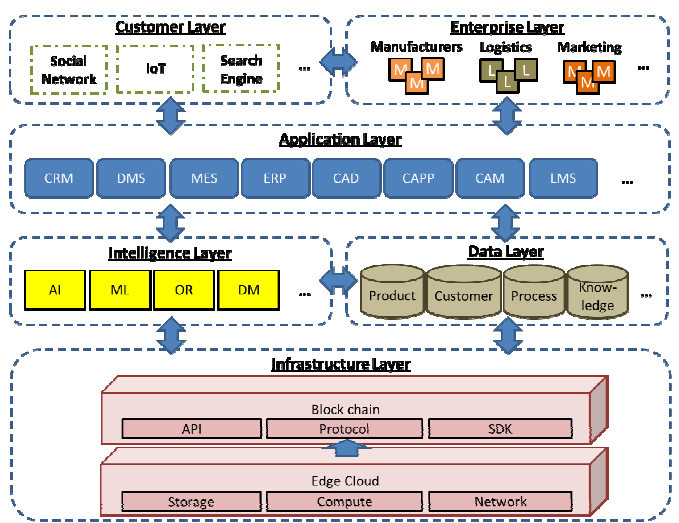 Customer Layer
Enterprise Layer
Social
Network
IoT
Search
Engine
...
Manufacturers
M M
M
Logistics
L L
L
Marketing
M M
M
...
Application Layer
CRM
DMS
MES
ERP
CAD
CAPP
CAM
LMS
...
Intelligence Layer
Data Layer
AI
ML
OR
DM
...
Product
Customer
Process
Know-
ledge
...
Infrastructure Layer
Block chain
API
Protocol
SDK
Edge Cloud
Storage
Compute
Network